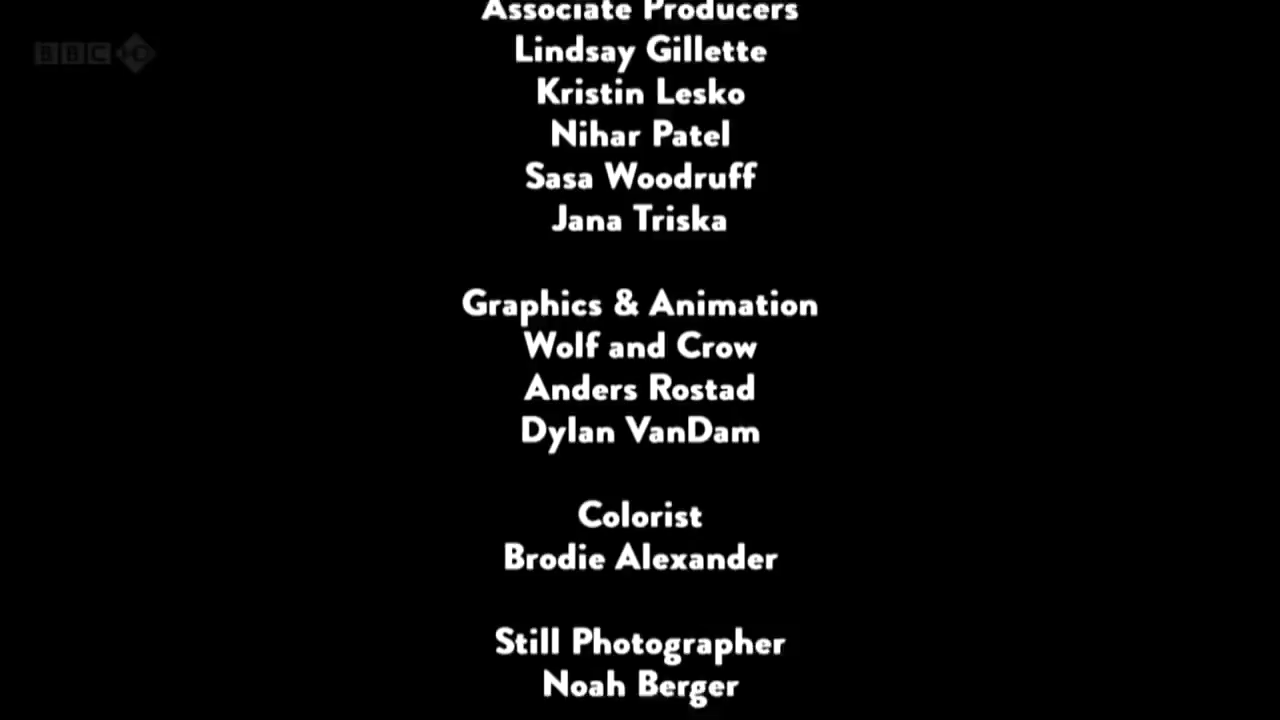 Associate Producers
BBC
Lindsay Gillette
Kristin Lesko
Nihar Patel
Sasa Woodruff
Jana Triska
Graphics & Animation
Wolf and Crow
Anders Rostad
Dylan VanDam
Colorist
Brodie Alexander
Still Photographer
Noah Berger